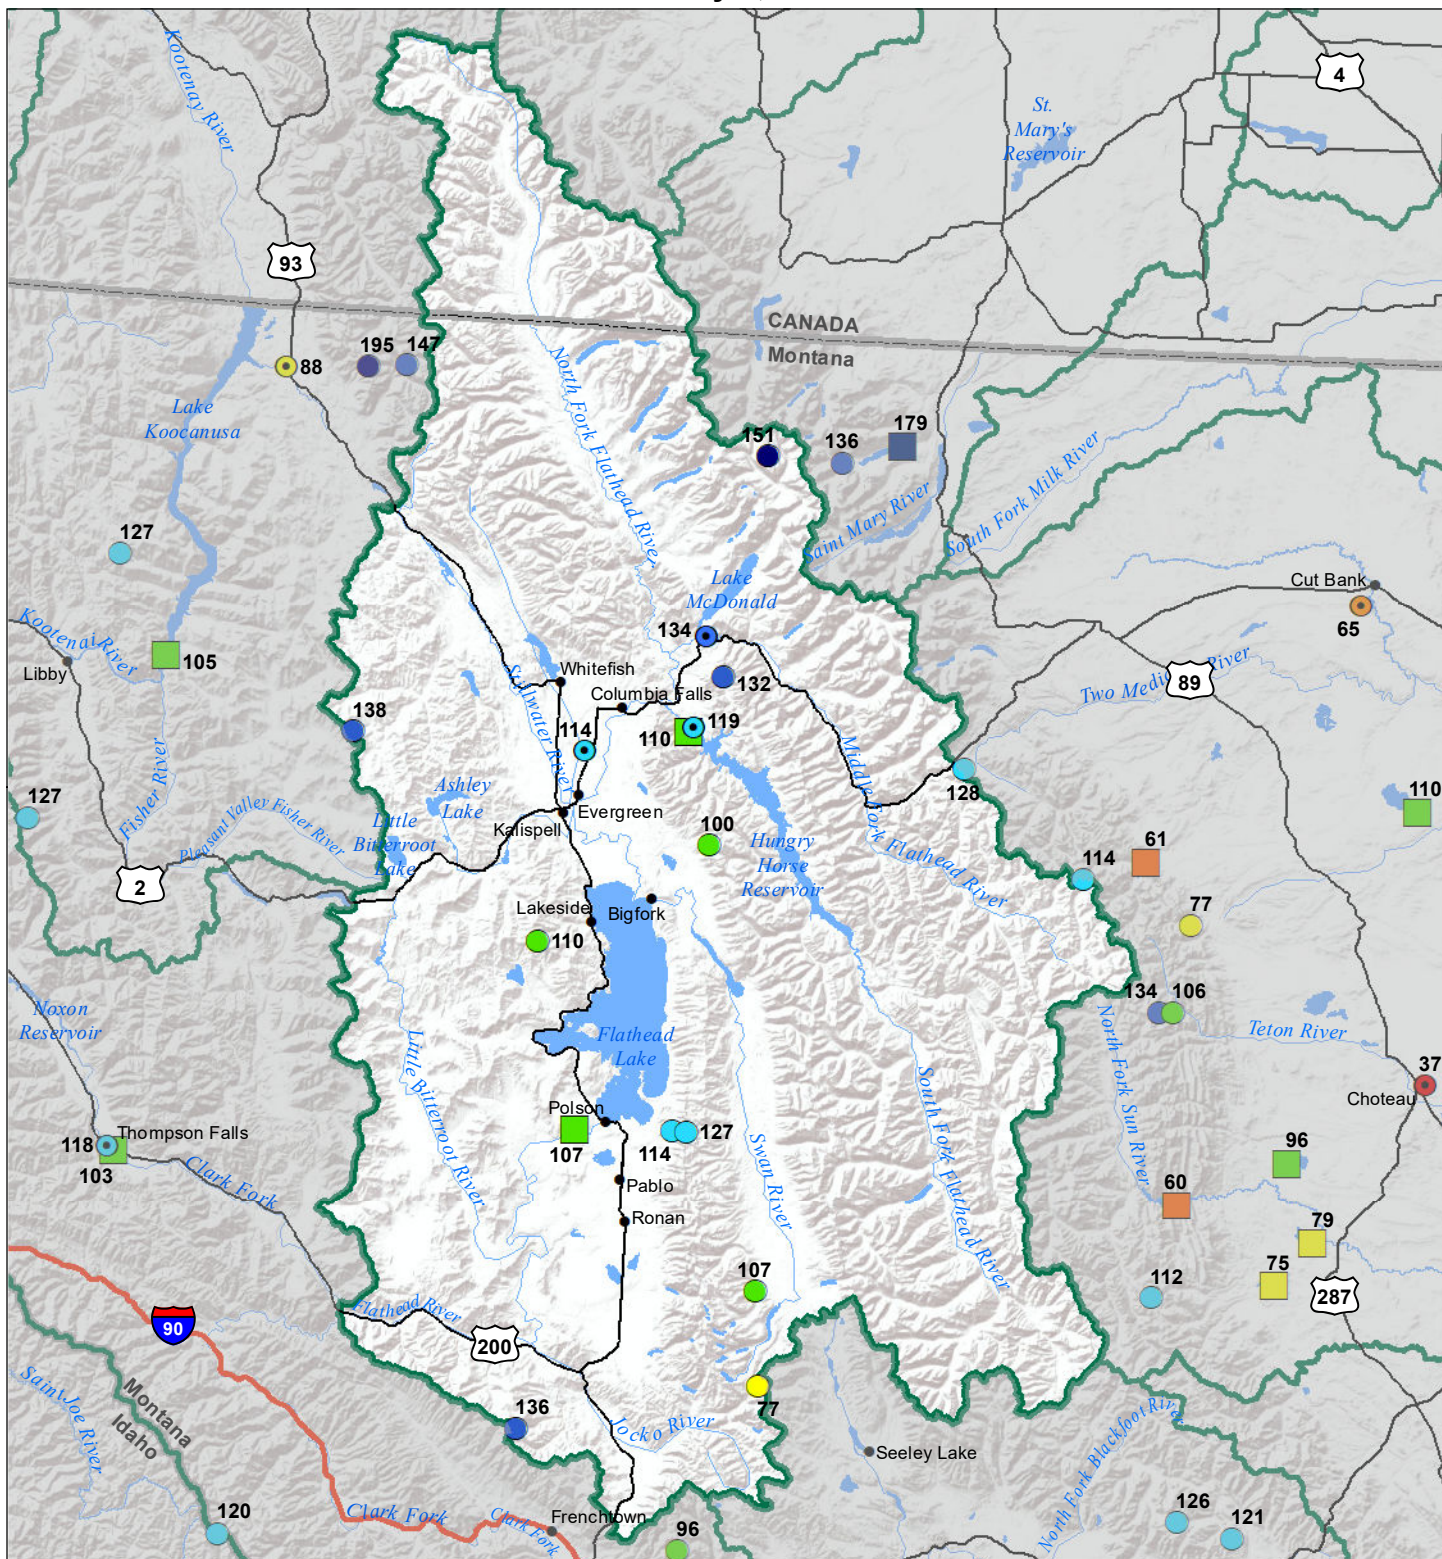 Kootenay River
4
St.
Mary's
Reservoir
93
CANADA
Montana
195
147
88
North Fork Flathead River
Lake
Koocanusa
151
136
179
South Fork Milk River
Saint Mary River
127
Cut Bank
65
Lake
McDonald
Kootenai River
134
105
Libby
Whitefish
132
Two Medicine River
89
Columbia Falls
Stillwater River
138
114
119
110
Middle Fork Flathead River
128
Fisher River
Ashley
Lake
110
127
Pleasant Valley Fisher River
Little
Bitterroot
Lake
Evergreen
Kalispell
100
Hungry
Horse
Reservoir
61
114
2
77
Lakeside
Bigfork
110
134
106
Noxon
Reservoir
Flathead
Lake
North Fork Sun River
Teton River
Little Bitterroot River
South Fork Flathead River
37
Choteau
Polson
118
Thompson Falls
103
107
114
127
Swan River
96
Clark Fork
Pablo
60
Ronan
79
107
75
112
287
Flathead River
90
200
77
Saint Joe River
Montana
Idaho
136
Jocko River
Seeley Lake
North Fork Blackfoot River
Clark Fork
Clark Fork
Frenchtown
120
96
126
121